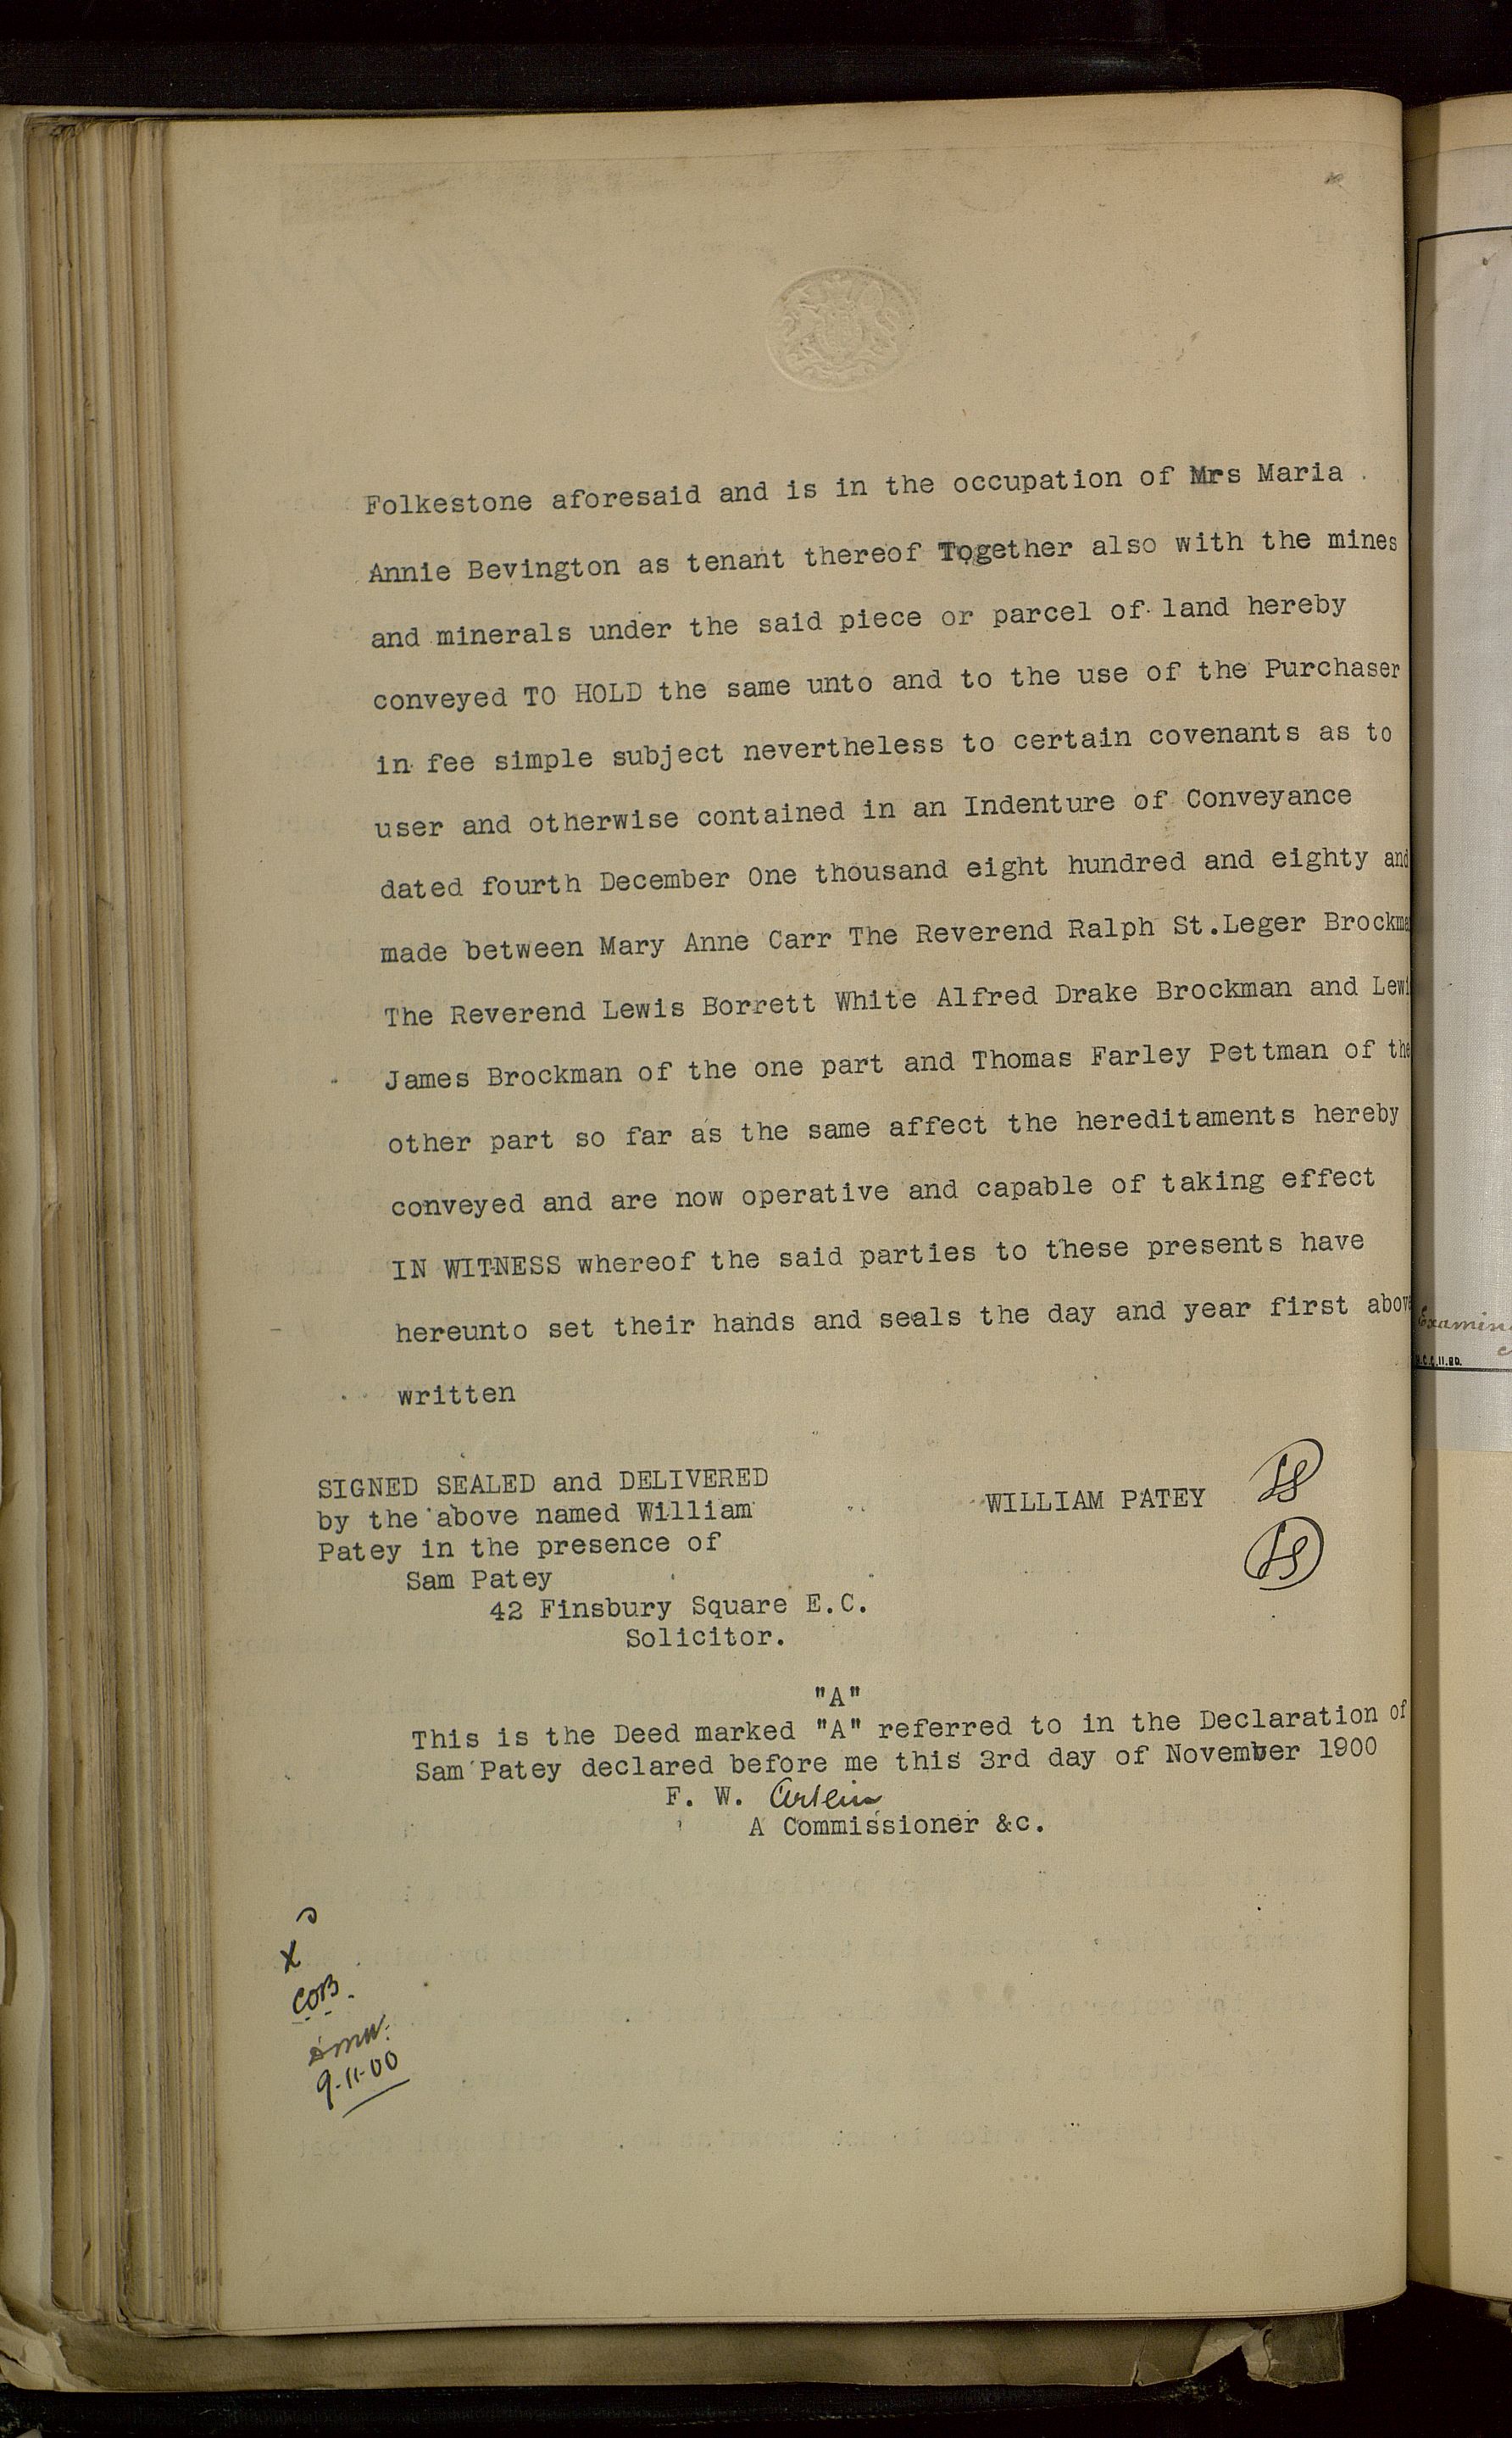 Folkestone aforesaid and is in the occupation of Mrs Maria
Annie Bevington as tenant thereof Together also with the mines
and minerals under the said piece or parcel of land hereby
conveyed TO HOLD the same unto and to the use of the Purchaser
in fee simple subject nevertheless to certain covenants as to
user and otherwise contained in an Indenture of Conveyance
dated fourth December One thousand eight hundred and eighty and
made between Mary Anne Carr The Reverend Ralph St.Leger Brockma
The Reverend Lewis Borrett White Alfred Drake Brockman and Lewi
James Brockman of the one part and Thomas Farley Pettman of the
other part so far as the same affect the hereditaments hereby
conveyed and are now operative and capable of taking effect
IN WITNESS whereof the said parties to these presents have
hereunto set their hands and seals the day and year first above
written
SIGNED SEALED and DELIVERED
by the above named William
Patey in the presence of
Sam Patey
42 Finsbury Square E.C.
Solicitor.
WILLIAM PATEY LS
LS
"A"
This is the Deed marked "A" referred to in the Declaration of
Sam Patey declared before me this 3rd day of November 1900
F. W.
A Commissioner &c.
X
COB.
9-11-00
Examin